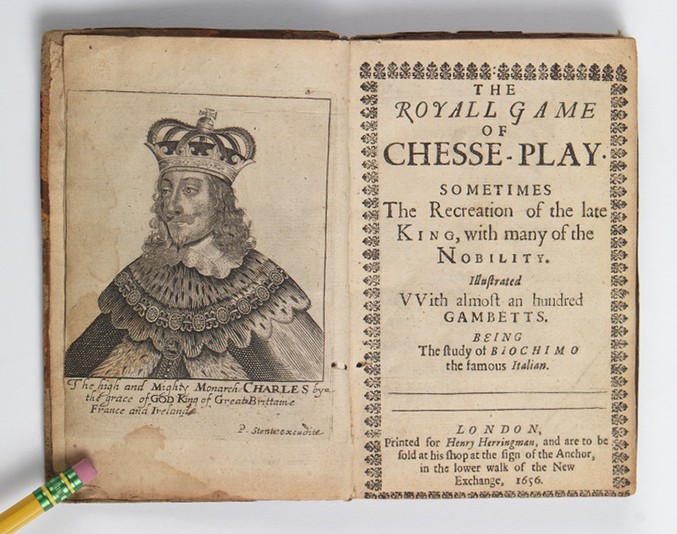 The high and Mighty Monarch CHARLES by
the grace of GOD King of Great Brittaine
France and Ireland
P. Stent excudite
THE
ROYALL GAME
OF
CHESSE-PLAY.
SOMETIMES
The Recreation of the late
KING, with many of the
NOBILITY.
Illuſtrated
VVith almoſt an hundred
GAMBETTS.
BEING
The ſtudy of BIOCHIMO
the famous Italian.
LONDON,
Printed for Henry Herringman, and are to be
ſold at his ſhop at the ſign of the Anchor,
in the lower walk of the New
Exchange, 1656.